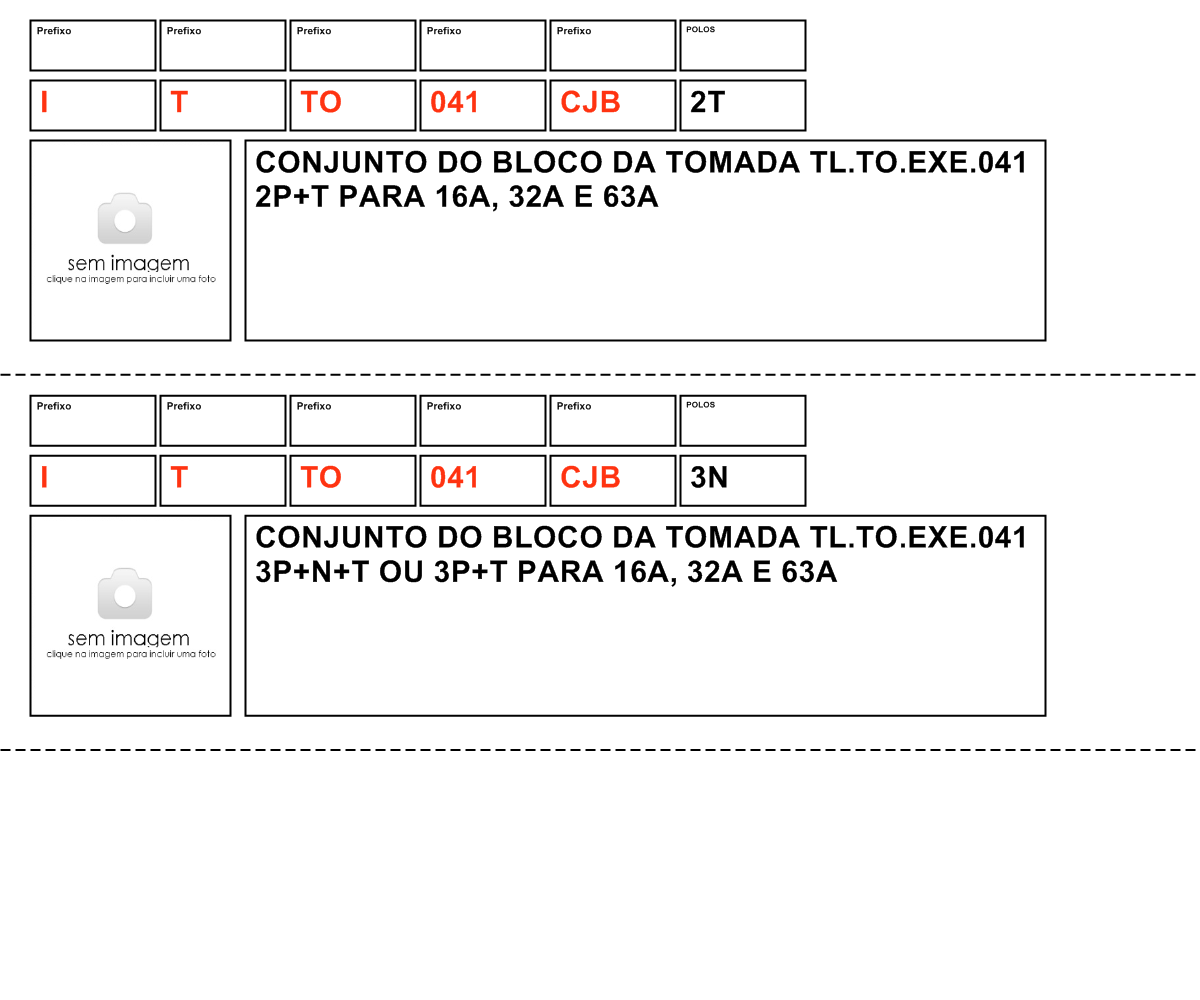 Prefixo Prefixo Prefixo Prefixo Prefixo POLOS
I T TO 041 CJB 2T
CONJUNTO DO BLOCO DA TOMADA TL.TO.EXE.041
2P+T PARA 16A, 32A E 63A
sem imagem
clique na imagem para incluir uma foto
Prefixo Prefixo Prefixo Prefixo Prefixo POLOS
I T TO 041 CJB 3N
CONJUNTO DO BLOCO DA TOMADA TL.TO.EXE.041
3P+N+T OU 3P+T PARA 16A, 32A E 63A
sem imagem
clique na imagem para incluir uma foto